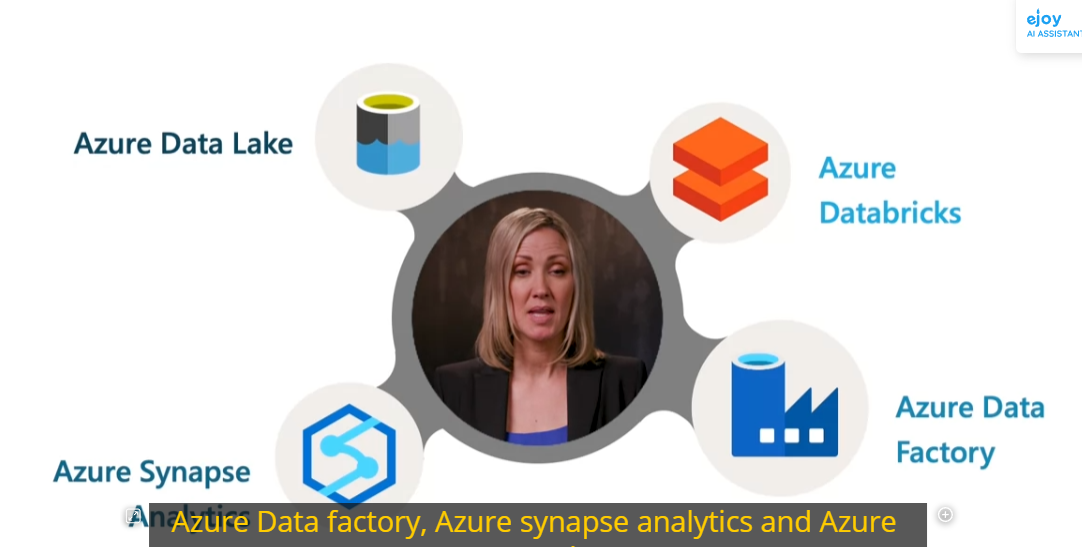 ejoy
AI ASSISTANT
Azure Data Lake
Azure
Databricks
Azure Data
Factory
Azure Synapse
Analytics
Azure Data factory, Azure synapse analytics and Azure